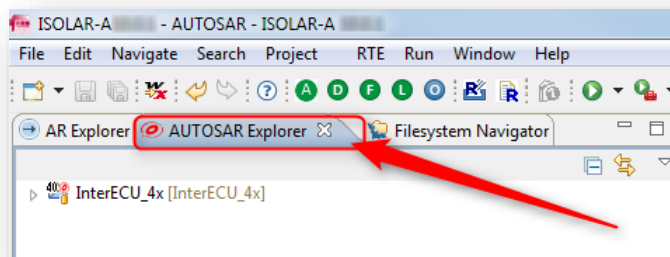 ISOLAR-A - AUTOSAR - ISOLAR-A
File Edit Navigate Search Project RTE Run Window Help
A D F L O
AR Explorer AUTOSAR Explorer Filesystem Navigator
InterECU_4x [InterECU_4x]